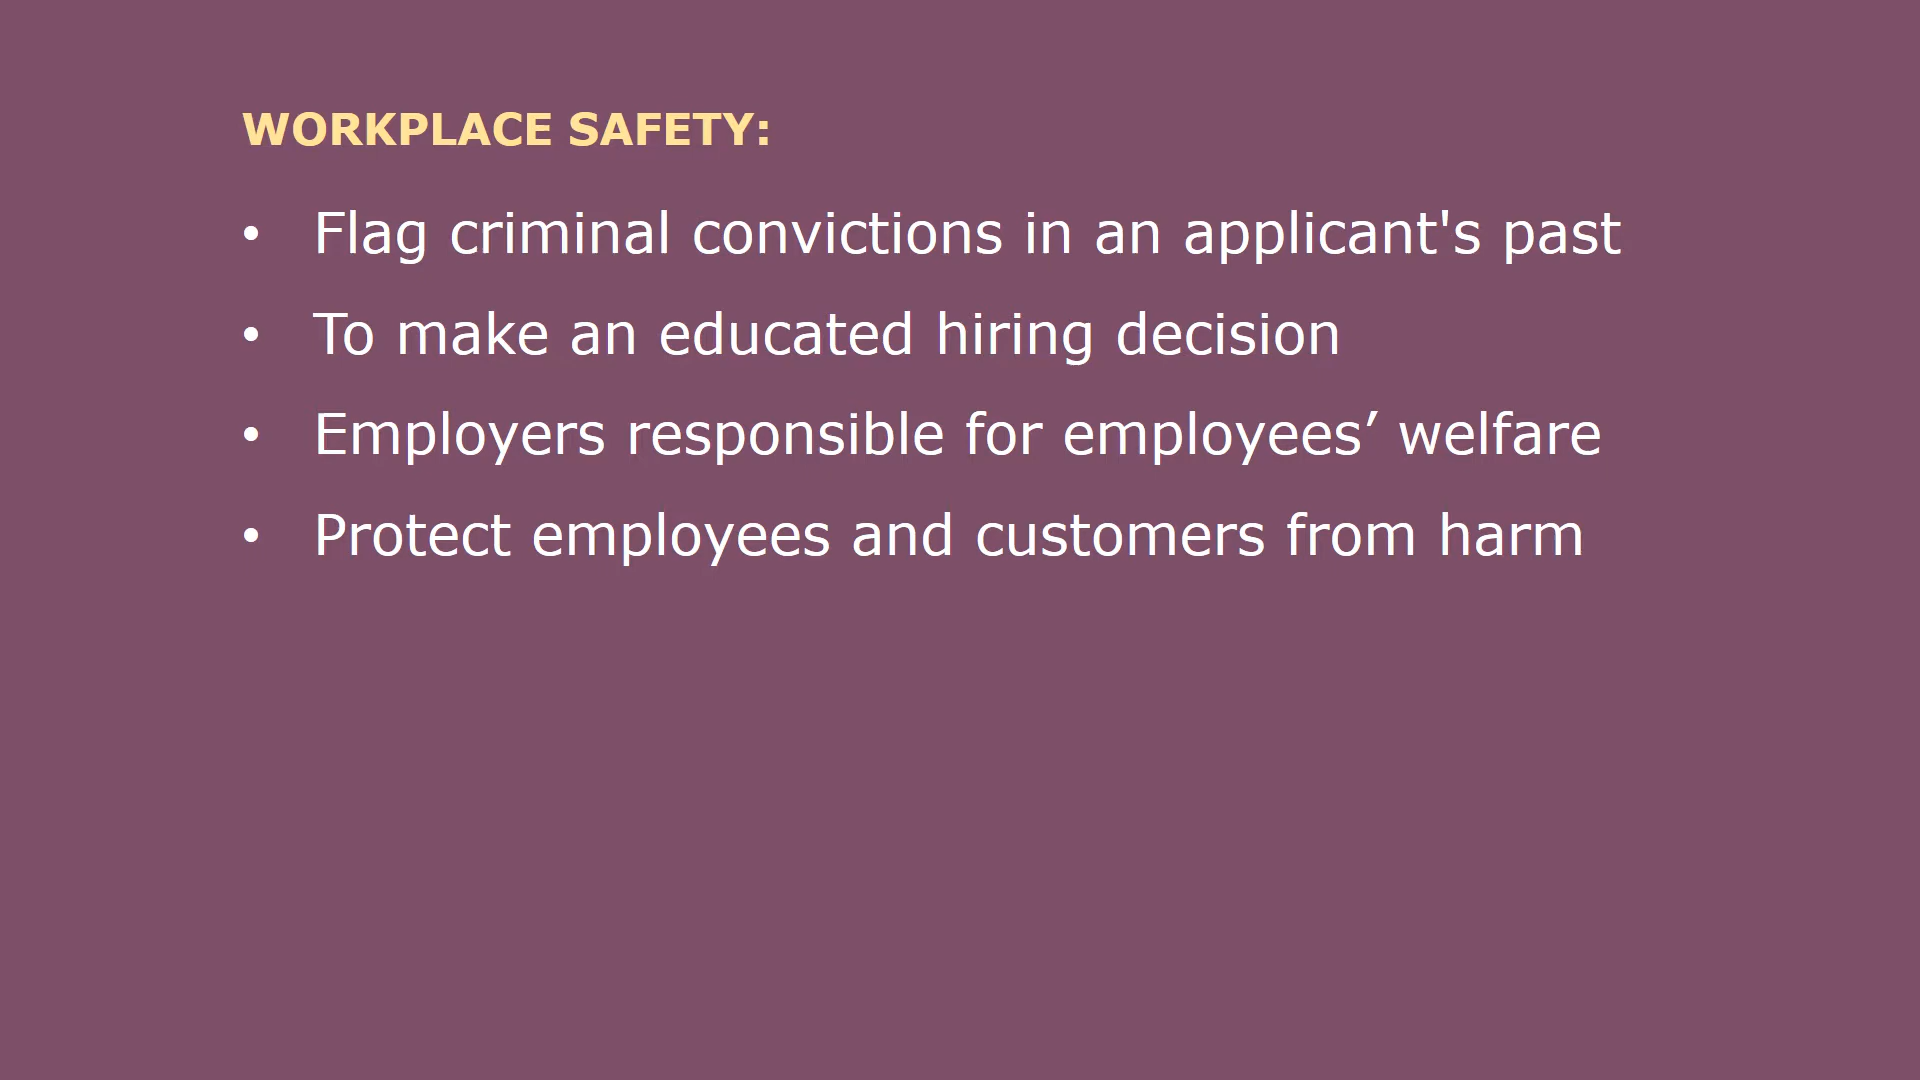 WORKPLACE SAFETY:
• Flag criminal convictions in an applicant's past
• To make an educated hiring decision
• Employers responsible for employees’ welfare
• Protect employees and customers from harm